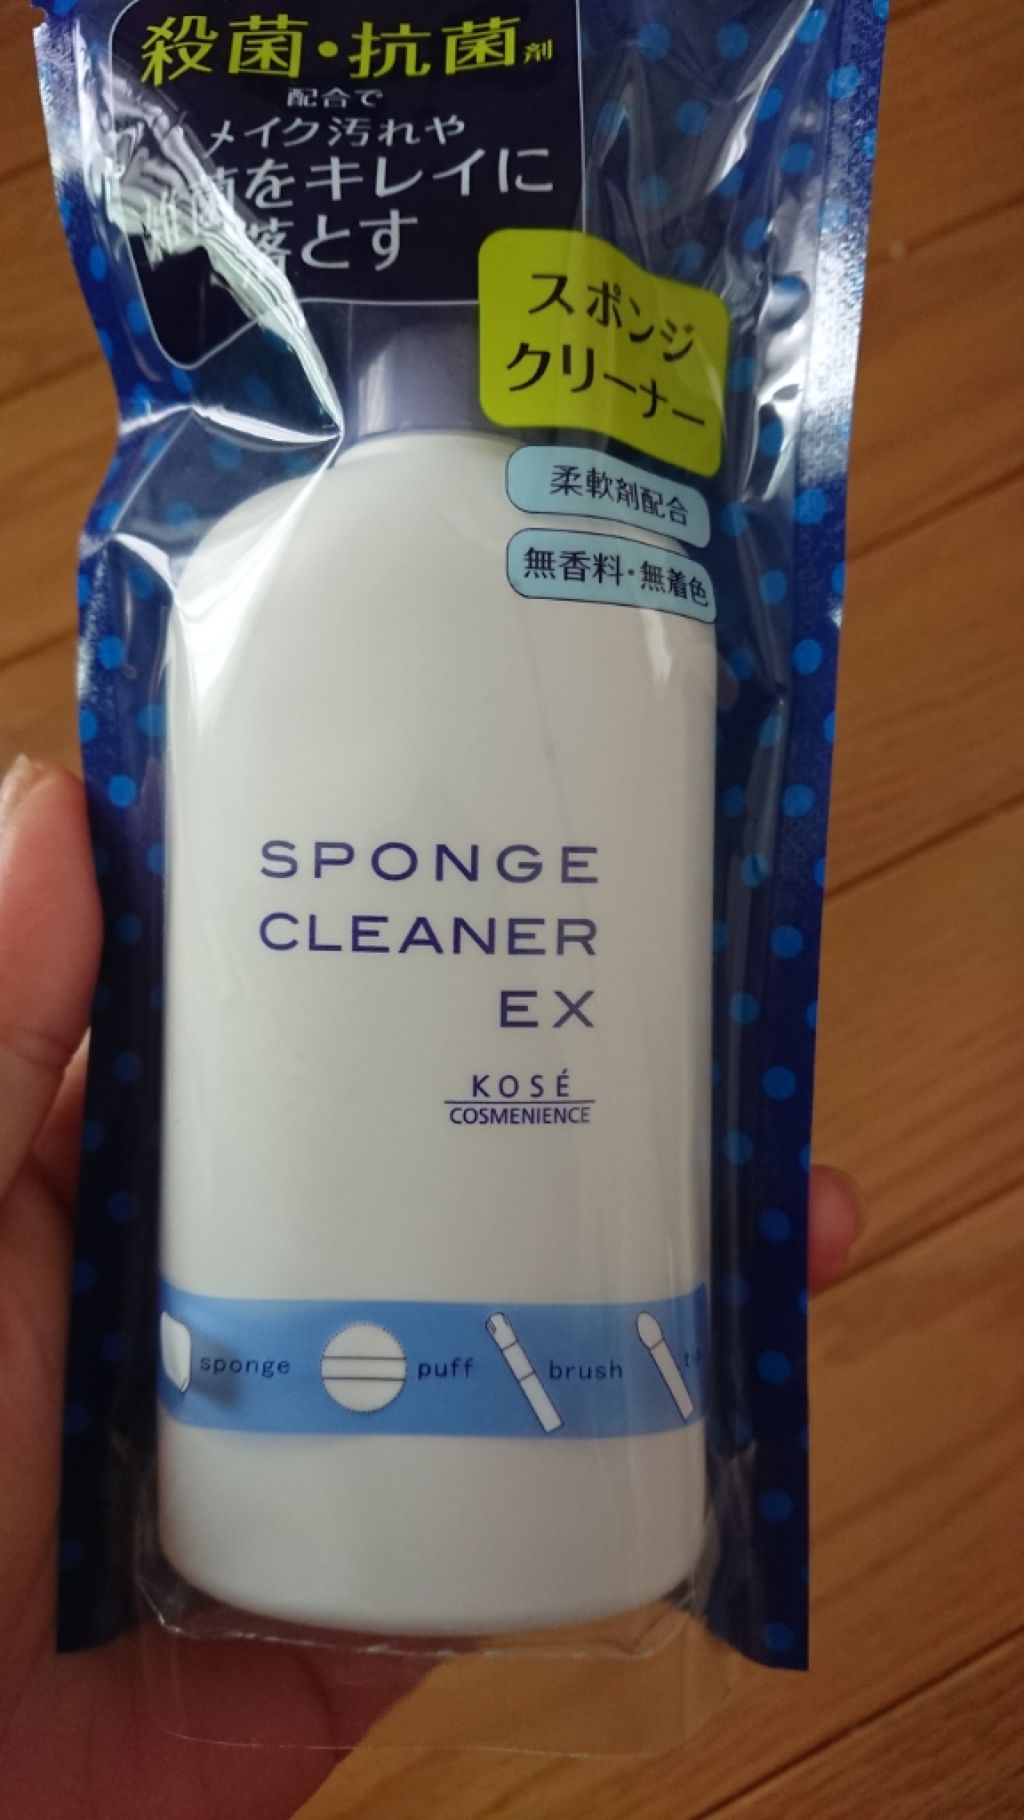 殺菌・抗菌剤
配合で
メイク汚れや
雑菌をキレイに
落とす
スポンジ
クリーナー
柔軟剤配合
無香料・無着色
SPONGE
CLEANER
EX
KOSÉ
COSMENIENCE
sponge puff brush